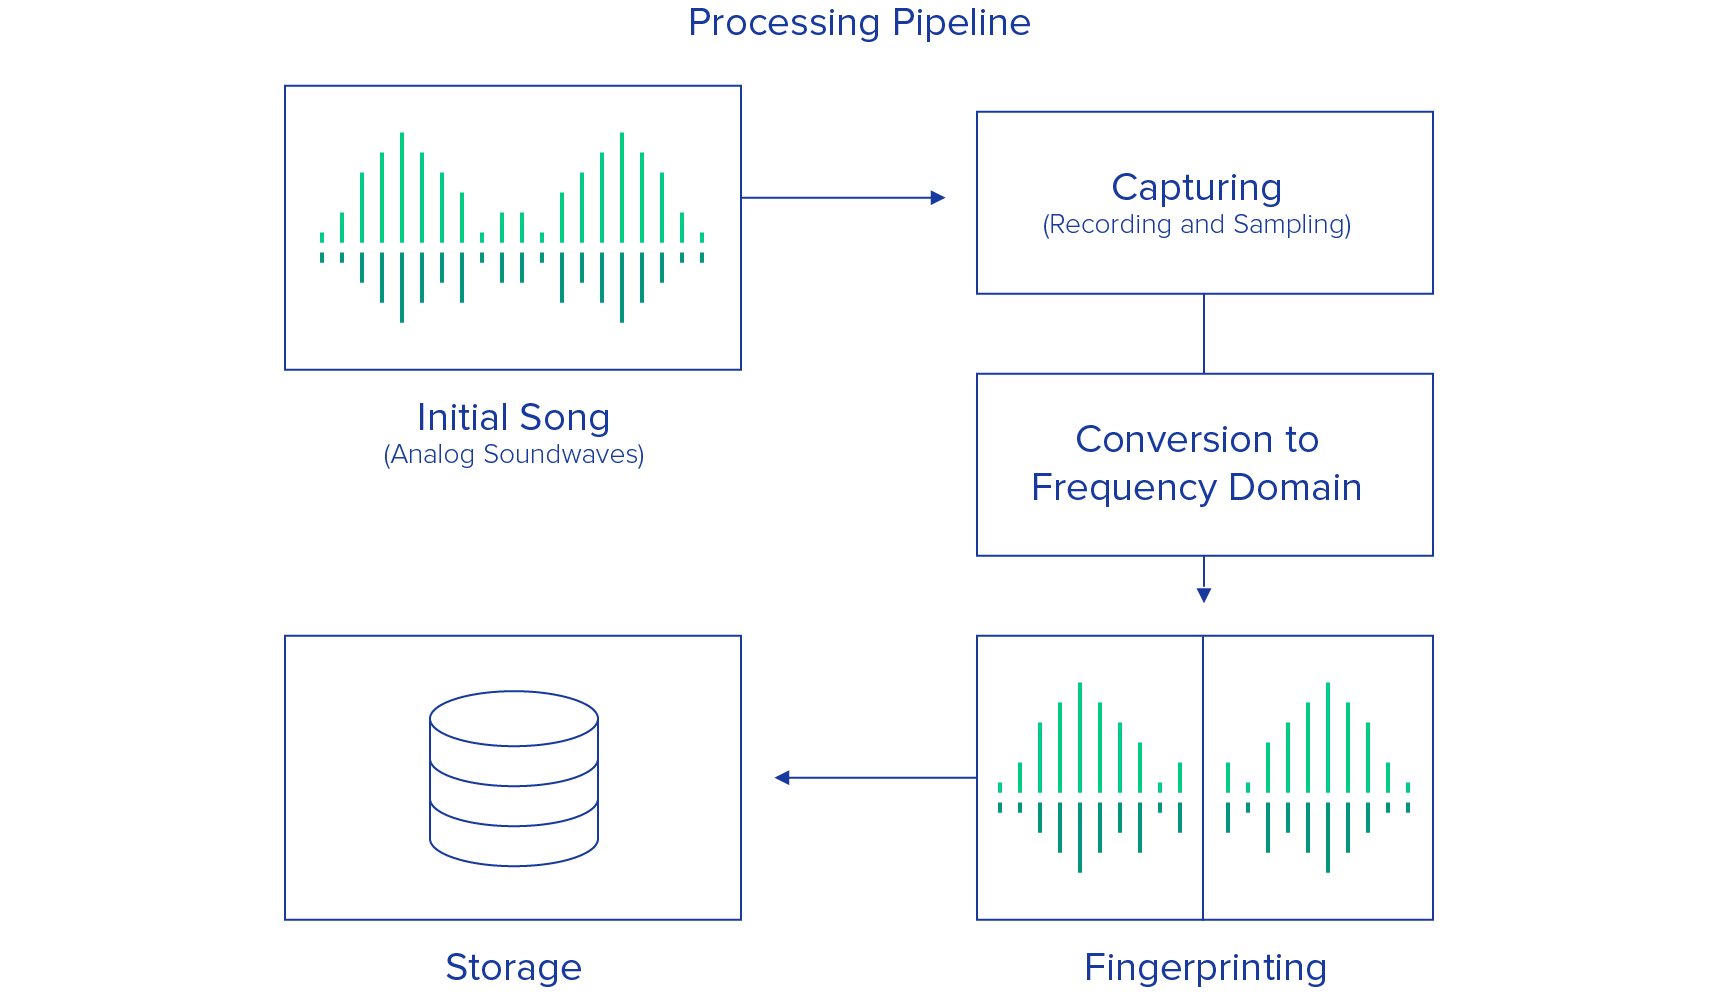 Processing Pipeline
Capturing
(Recording and Sampling)
Initial Song
(Analog Soundwaves)
Conversion to
Frequency Domain
Storage
Fingerprinting